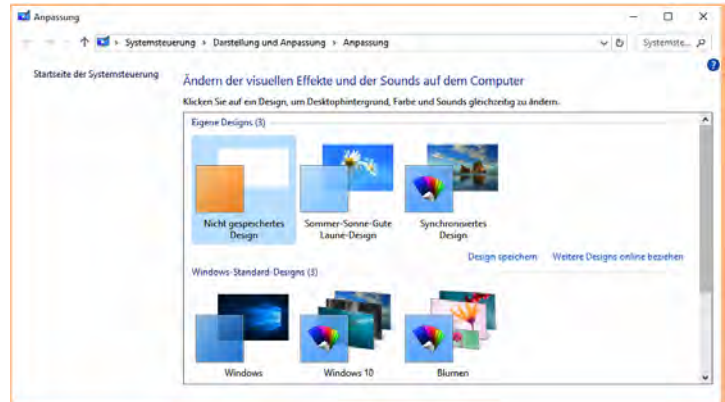 Anpassung
Systemsteuerung › Darstellung und Anpassung › Anpassung
Systemste...
Startseite der Systemsteuerung
Ändern der visuellen Effekte und der Sounds auf dem Computer
Klicken Sie auf ein Design, um Desktophintergrund, Farbe und Sounds gleichzeitig zu ändern.
Eigene Designs (3)
Nicht gespeichertes
Design
Sommer-Sonne-Gute
Laune-Design
Synchronisiertes
Design
Design speichern
Weitere Designs online beziehen
Windows-Standard-Designs (3)
Windows
Windows 10
Blumen